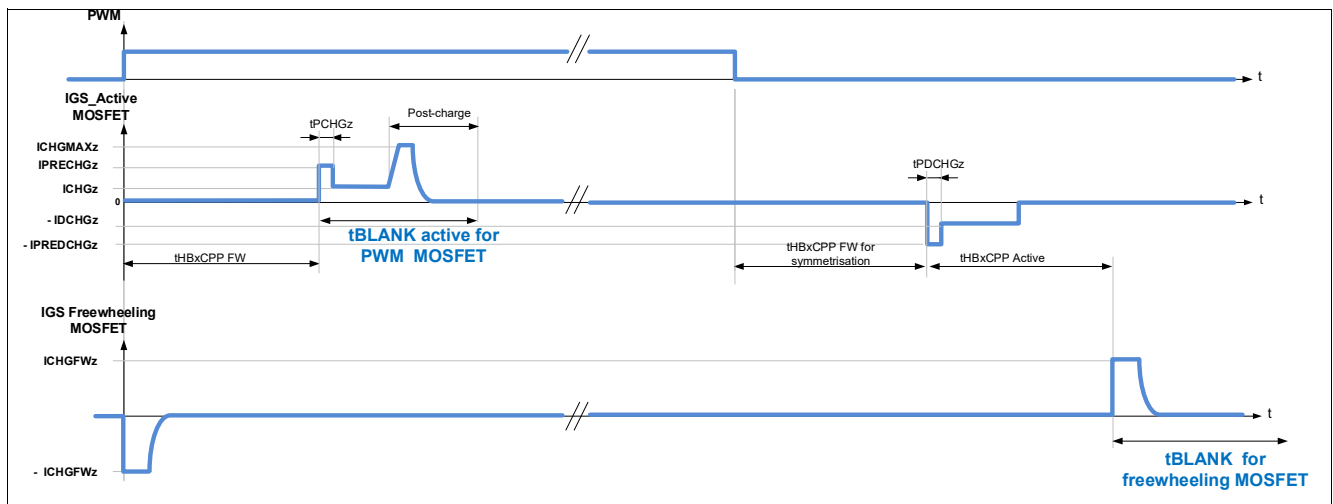 PWM
t
IGS_Active
MOSFET
tPCHGz
Post-charge
ICHGMAXz
IPRECHGz
ICHGz
0
- IDCHGz
- IPREDCHGz
tPDCHGz
t
tBLANK active for
PWM MOSFET
tHBxCPP FW
tHBxCPP FW for
symmetrisation
tHBxCPP Active
IGS Freewheeling
MOSFET
ICHGFWz
t
- ICHGFWz
tBLANK for
freewheeling MOSFET